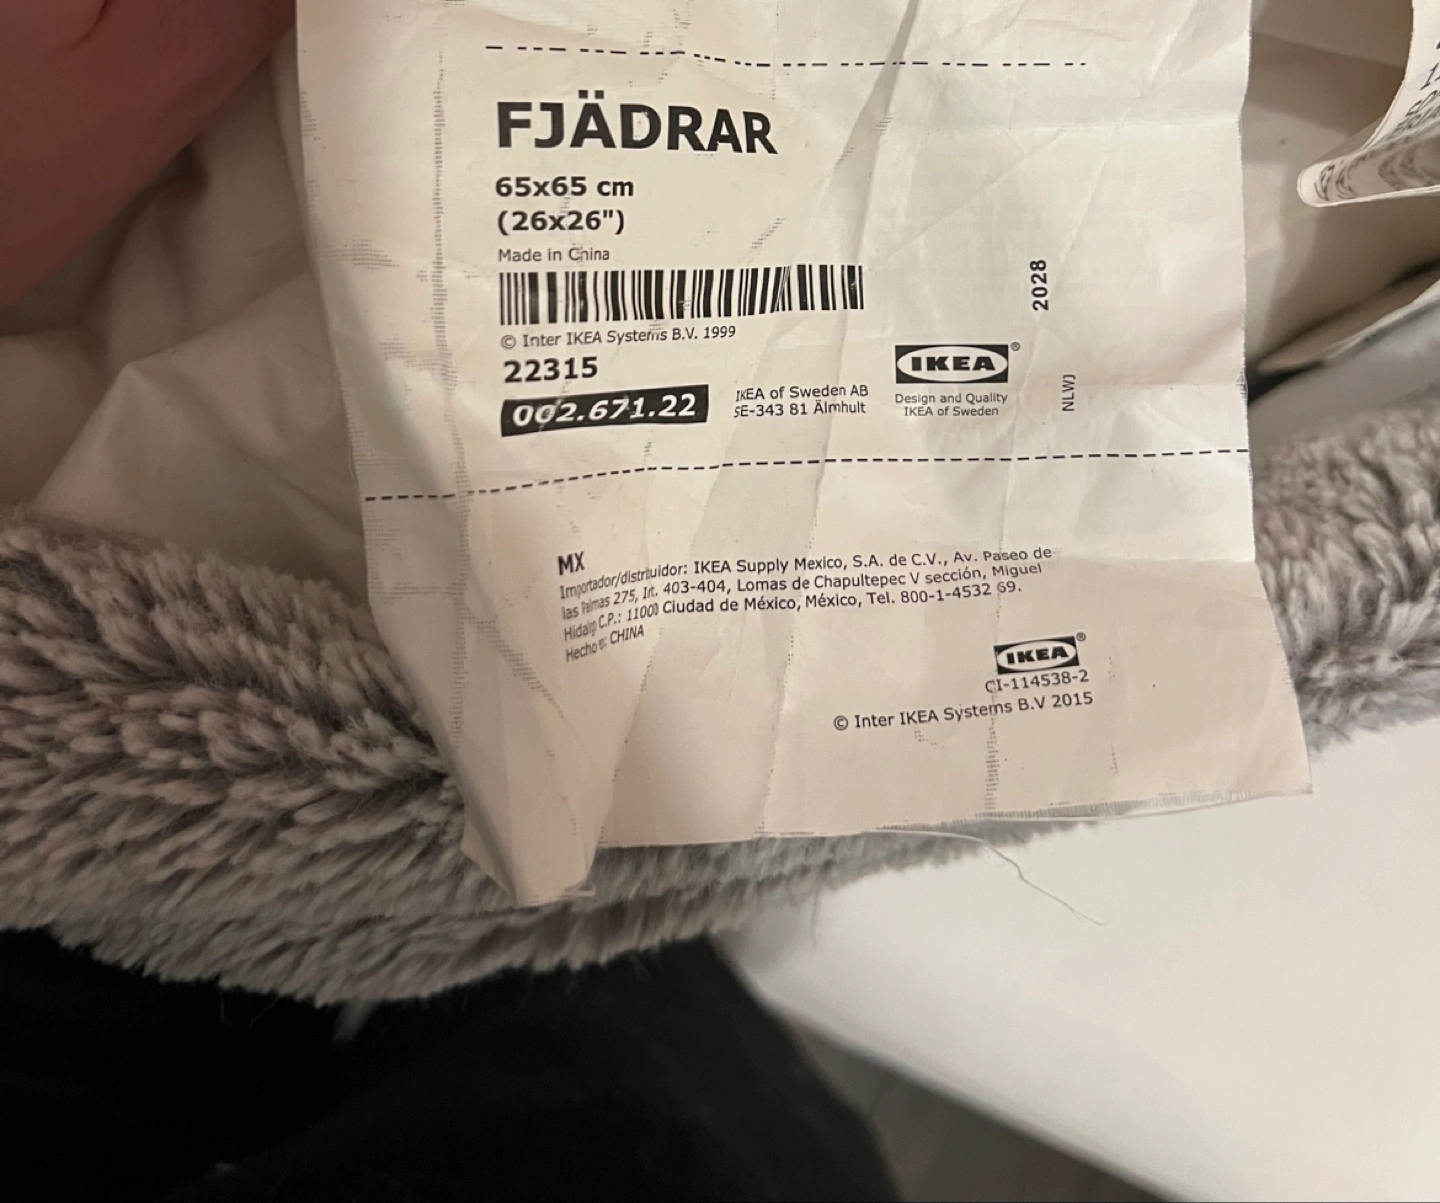 FJÄDRAR
65x65 cm
(26x26")
Made in China
© Inter IKEA Systems B.V. 1999
22315
002.671.22
IKEA of Sweden AB
SE-343 81 Älmhult
IKEA®
Design and Quality
IKEA of Sweden
2028
NLWJ
MX
Importador/distribuidor: IKEA Supply Mexico, S.A. de C.V., Av. Paseo de
las Palmas 275, Int. 403-404, Lomas de Chapultepec V sección, Miguel
Hidalgo C.P.: 11000 Ciudad de México, México, Tel. 800-1-4532 69.
Hecho en: CHINA
IKEA®
CI-114538-2
© Inter IKEA Systems B.V 2015